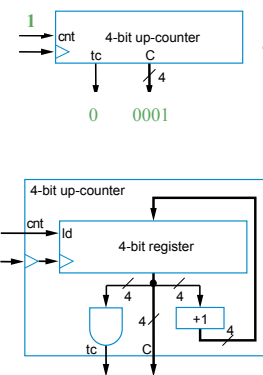 1
cnt
4-bit up-counter
tc C
4
0 0001
4-bit up-counter
cnt
ld
4-bit register
4 4
+1
4
4
tc C